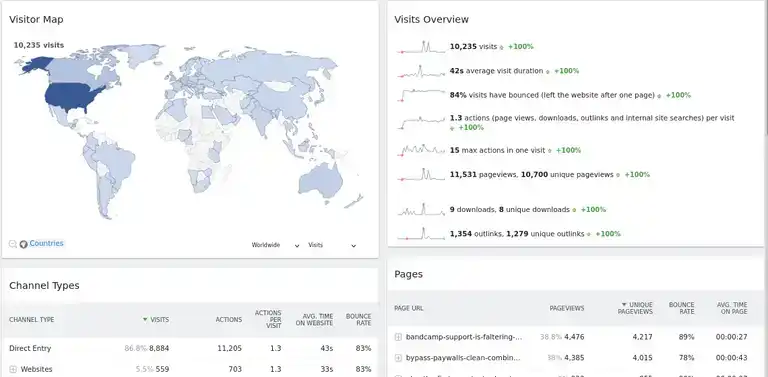 Visitor Map
10,235 visits
Countries
Worldwide
Visits
Channel Types
CHANNEL TYPE
VISITS
ACTIONS
ACTIONS PER VISIT
AVG. TIME ON WEBSITE
BOUNCE RATE
Direct Entry 86.8% 8,884 11,205 1.3 43s 83%
Websites 5.5% 559 703 1.3 33s 83%
Visits Overview
10,235 visits +100%
42s average visit duration +100%
84% visits have bounced (left the website after one page) +100%
1.3 actions (page views, downloads, outlinks and internal site searches) per visit
+100%
15 max actions in one visit +100%
11,531 pageviews, 10,700 unique pageviews +100%
9 downloads, 8 unique downloads +100%
1,354 outlinks, 1,279 unique outlinks +100%
Pages
PAGE URL
PAGEVIEWS
UNIQUE PAGEVIEWS
BOUNCE RATE
AVG. TIME ON PAGE
bandcamp-support-is-faltering-... 38.8% 4,476 4,217 89% 00:00:27
bypass-paywalls-clean-combin... 38% 4,385 4,015 78% 00:00:43